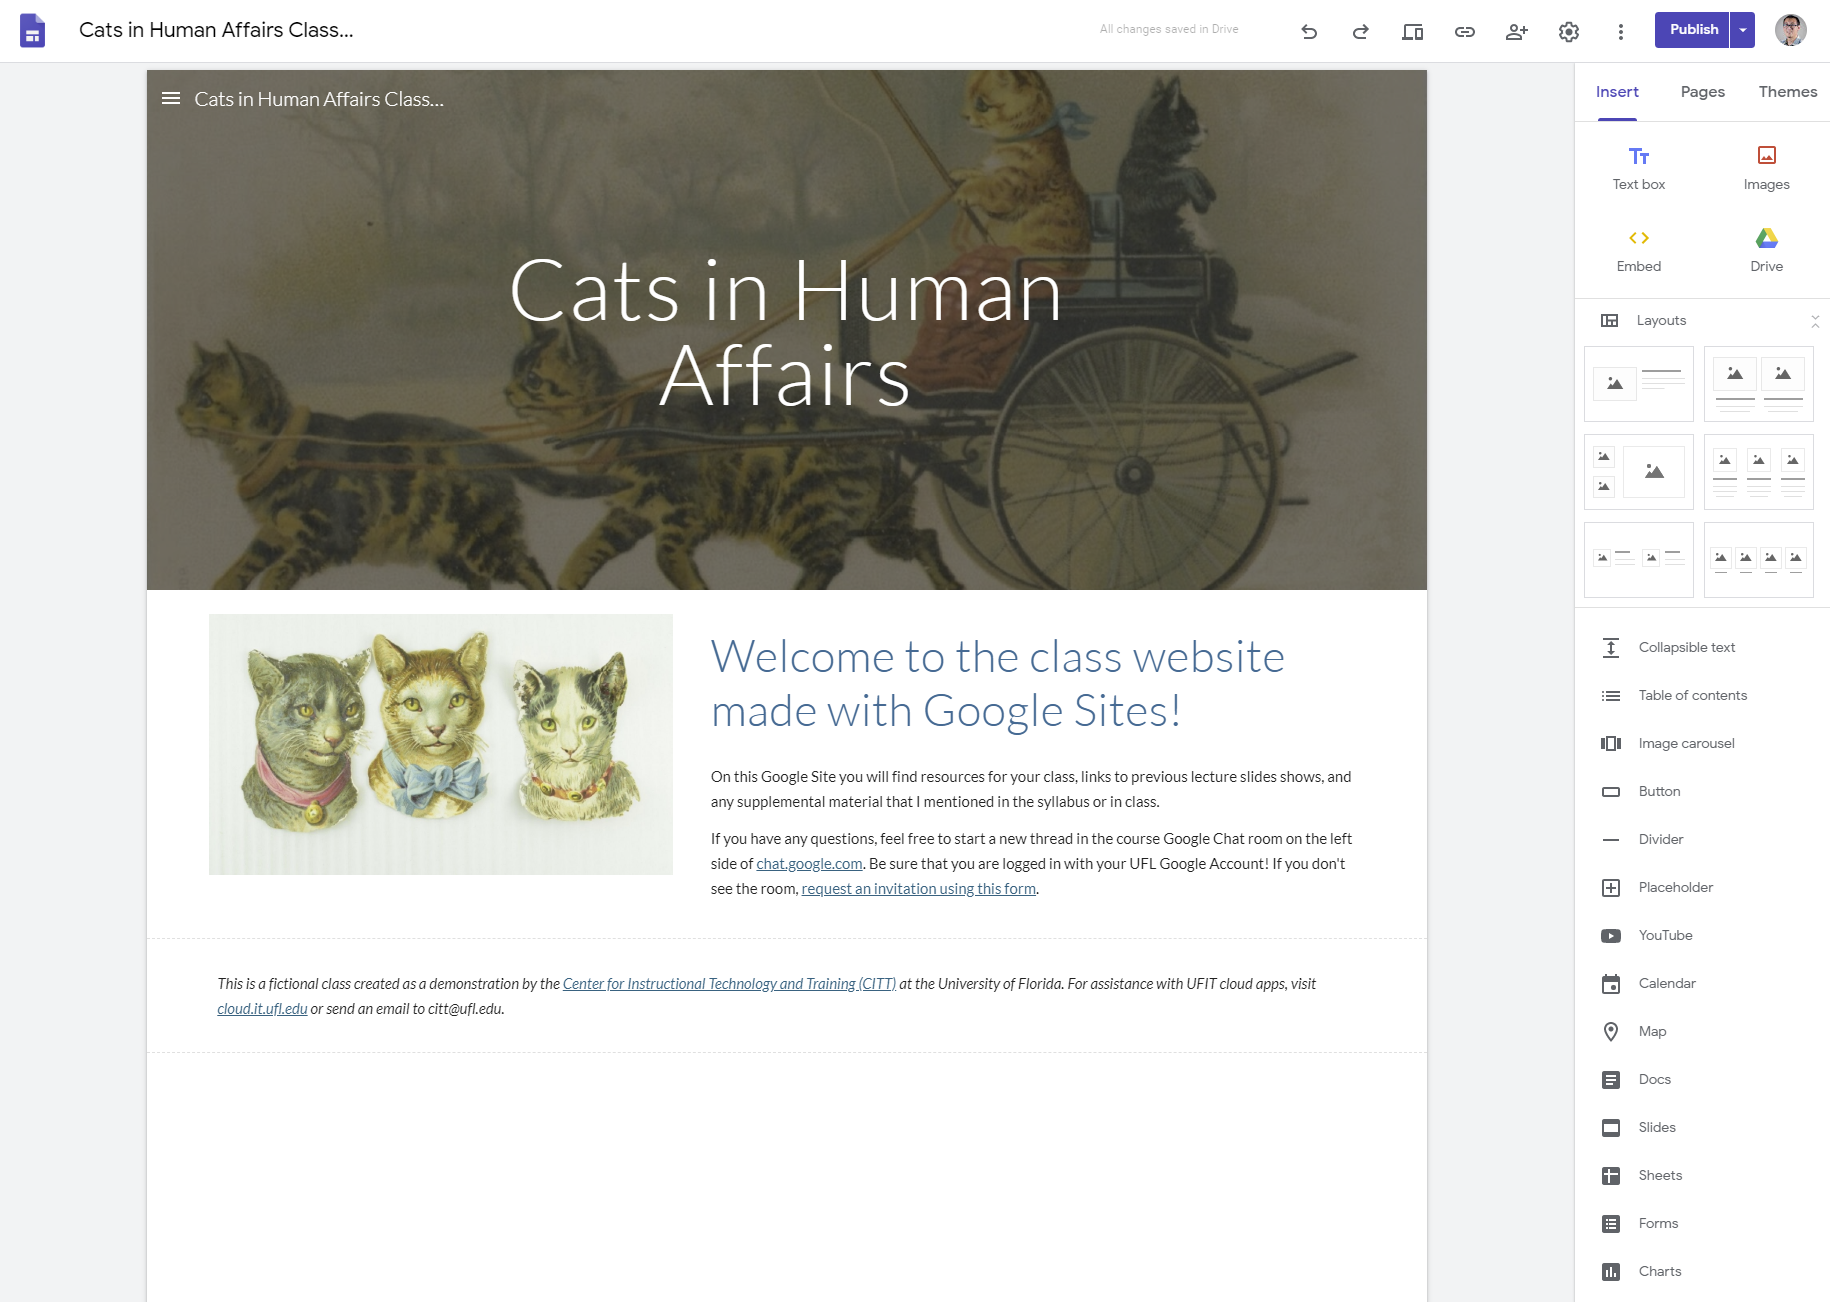 Cats in Human Affairs Class...
All changes saved in Drive
Publish
Cats in Human Affairs Class...
Cats in Human
Affairs
Welcome to the class website
made with Google Sites!
On this Google Site you will find resources for your class, links to previous lecture slides shows, and
any supplemental material that I mentioned in the syllabus or in class.
If you have any questions, feel free to start a new thread in the course Google Chat room on the left
side of chat.google.com. Be sure that you are logged in with your UFL Google Account! If you don't
see the room, request an invitation using this form.
This is a fictional class created as a demonstration by the Center for Instructional Technology and Training (CITT) at the University of Florida. For assistance with UFIT cloud apps, visit
cloud.it.ufl.edu or send an email to citt@ufl.edu.
Insert Pages Themes
Text box Images
Embed Drive
Layouts
Collapsible text
Table of contents
Image carousel
Button
Divider
Placeholder
YouTube
Calendar
Map
Docs
Slides
Sheets
Forms
Charts